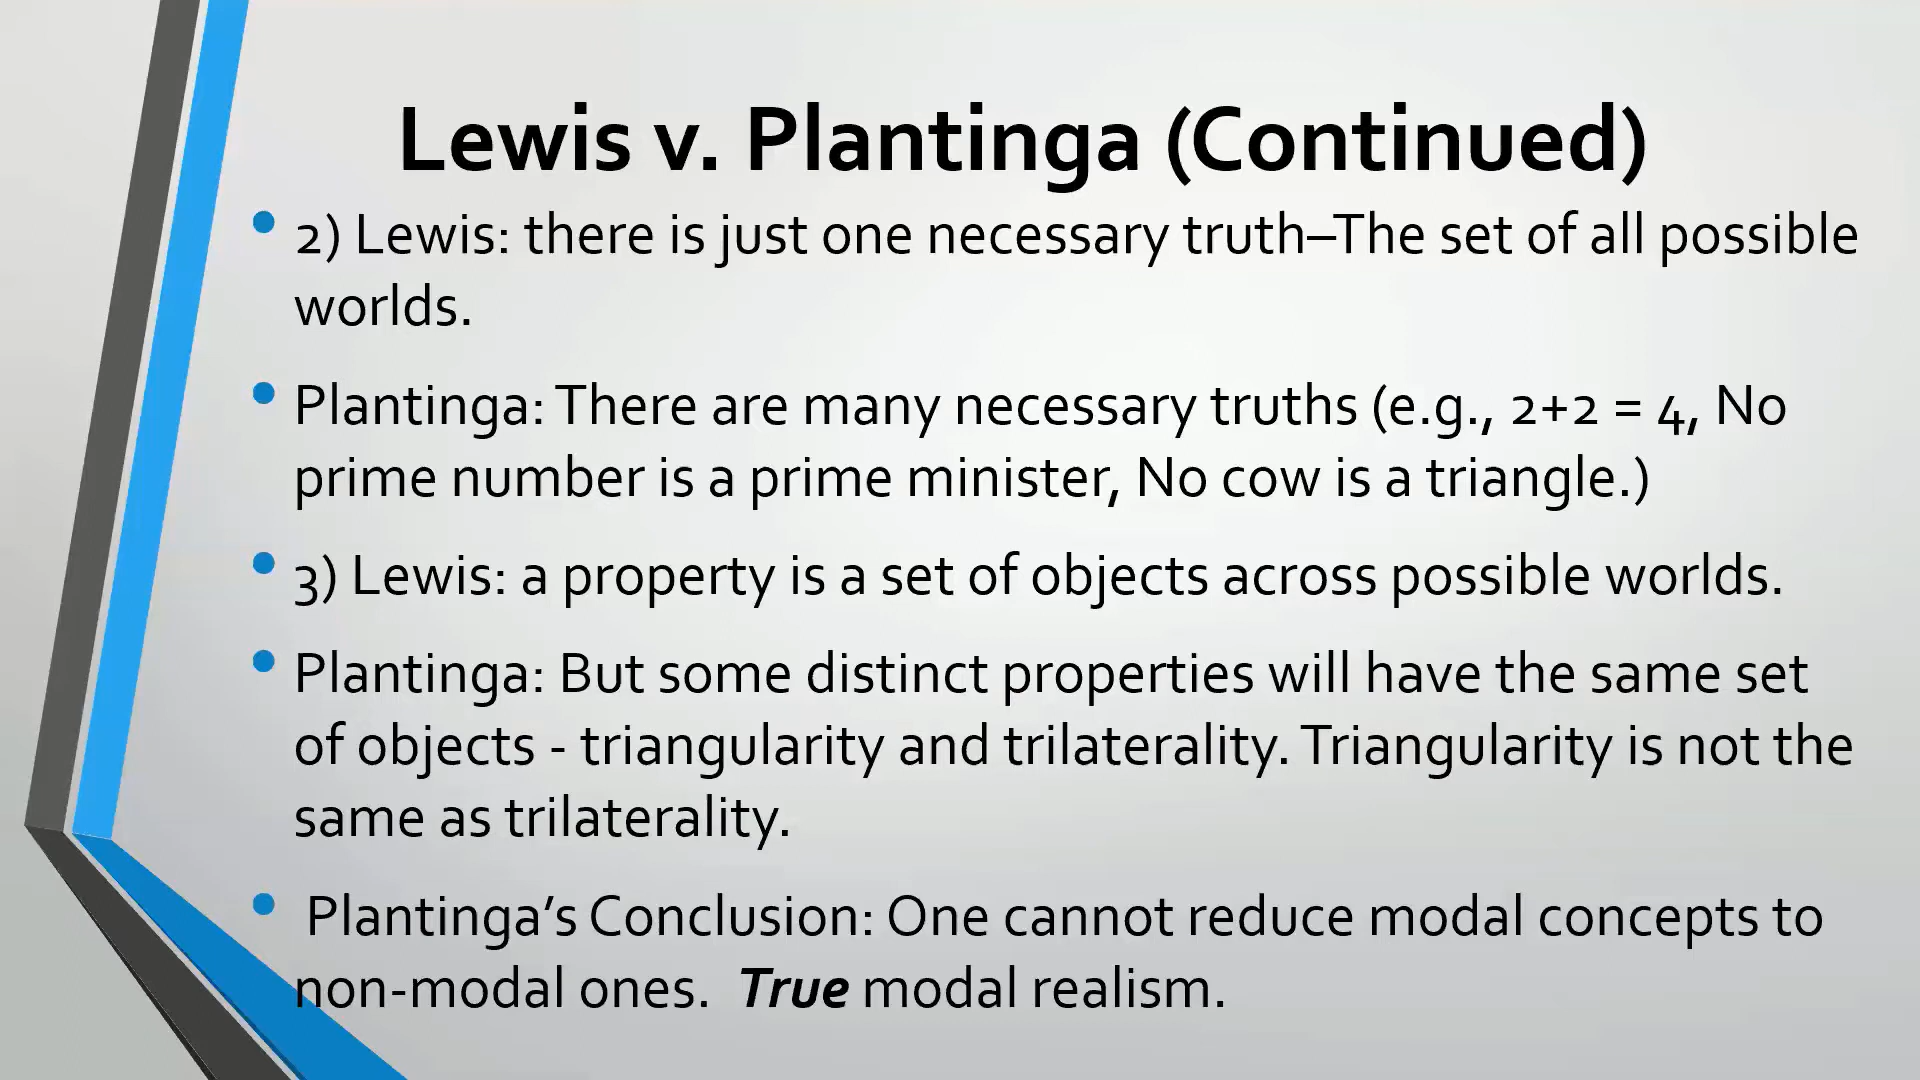 Lewis v. Plantinga (Continued)
• 2) Lewis: there is just one necessary truth–The set of all possible
worlds.
• Plantinga: There are many necessary truths (e.g., 2+2 = 4, No
prime number is a prime minister, No cow is a triangle.)
• 3) Lewis: a property is a set of objects across possible worlds.
• Plantinga: But some distinct properties will have the same set
of objects - triangularity and trilaterality. Triangularity is not the
same as trilaterality.
• Plantinga’s Conclusion: One cannot reduce modal concepts to
non-modal ones. True modal realism.